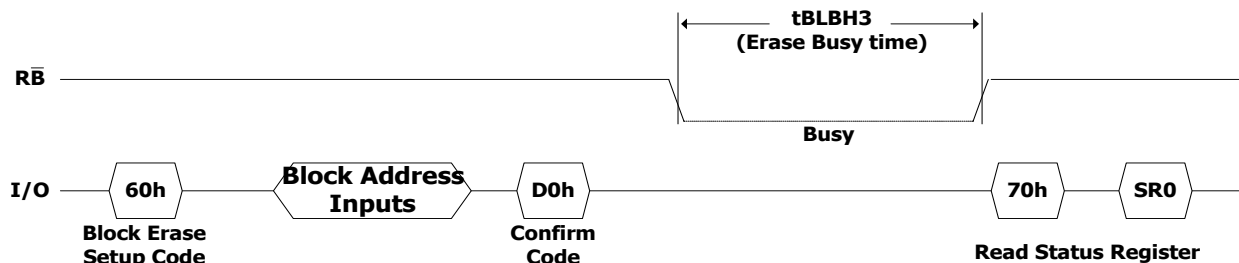 tBLBH3
(Erase Busy time)
RB̅
Busy
I/O
60h
Block Address
Inputs
D0h
70h
SR0
Block Erase
Setup Code
Confirm
Code
Read Status Register